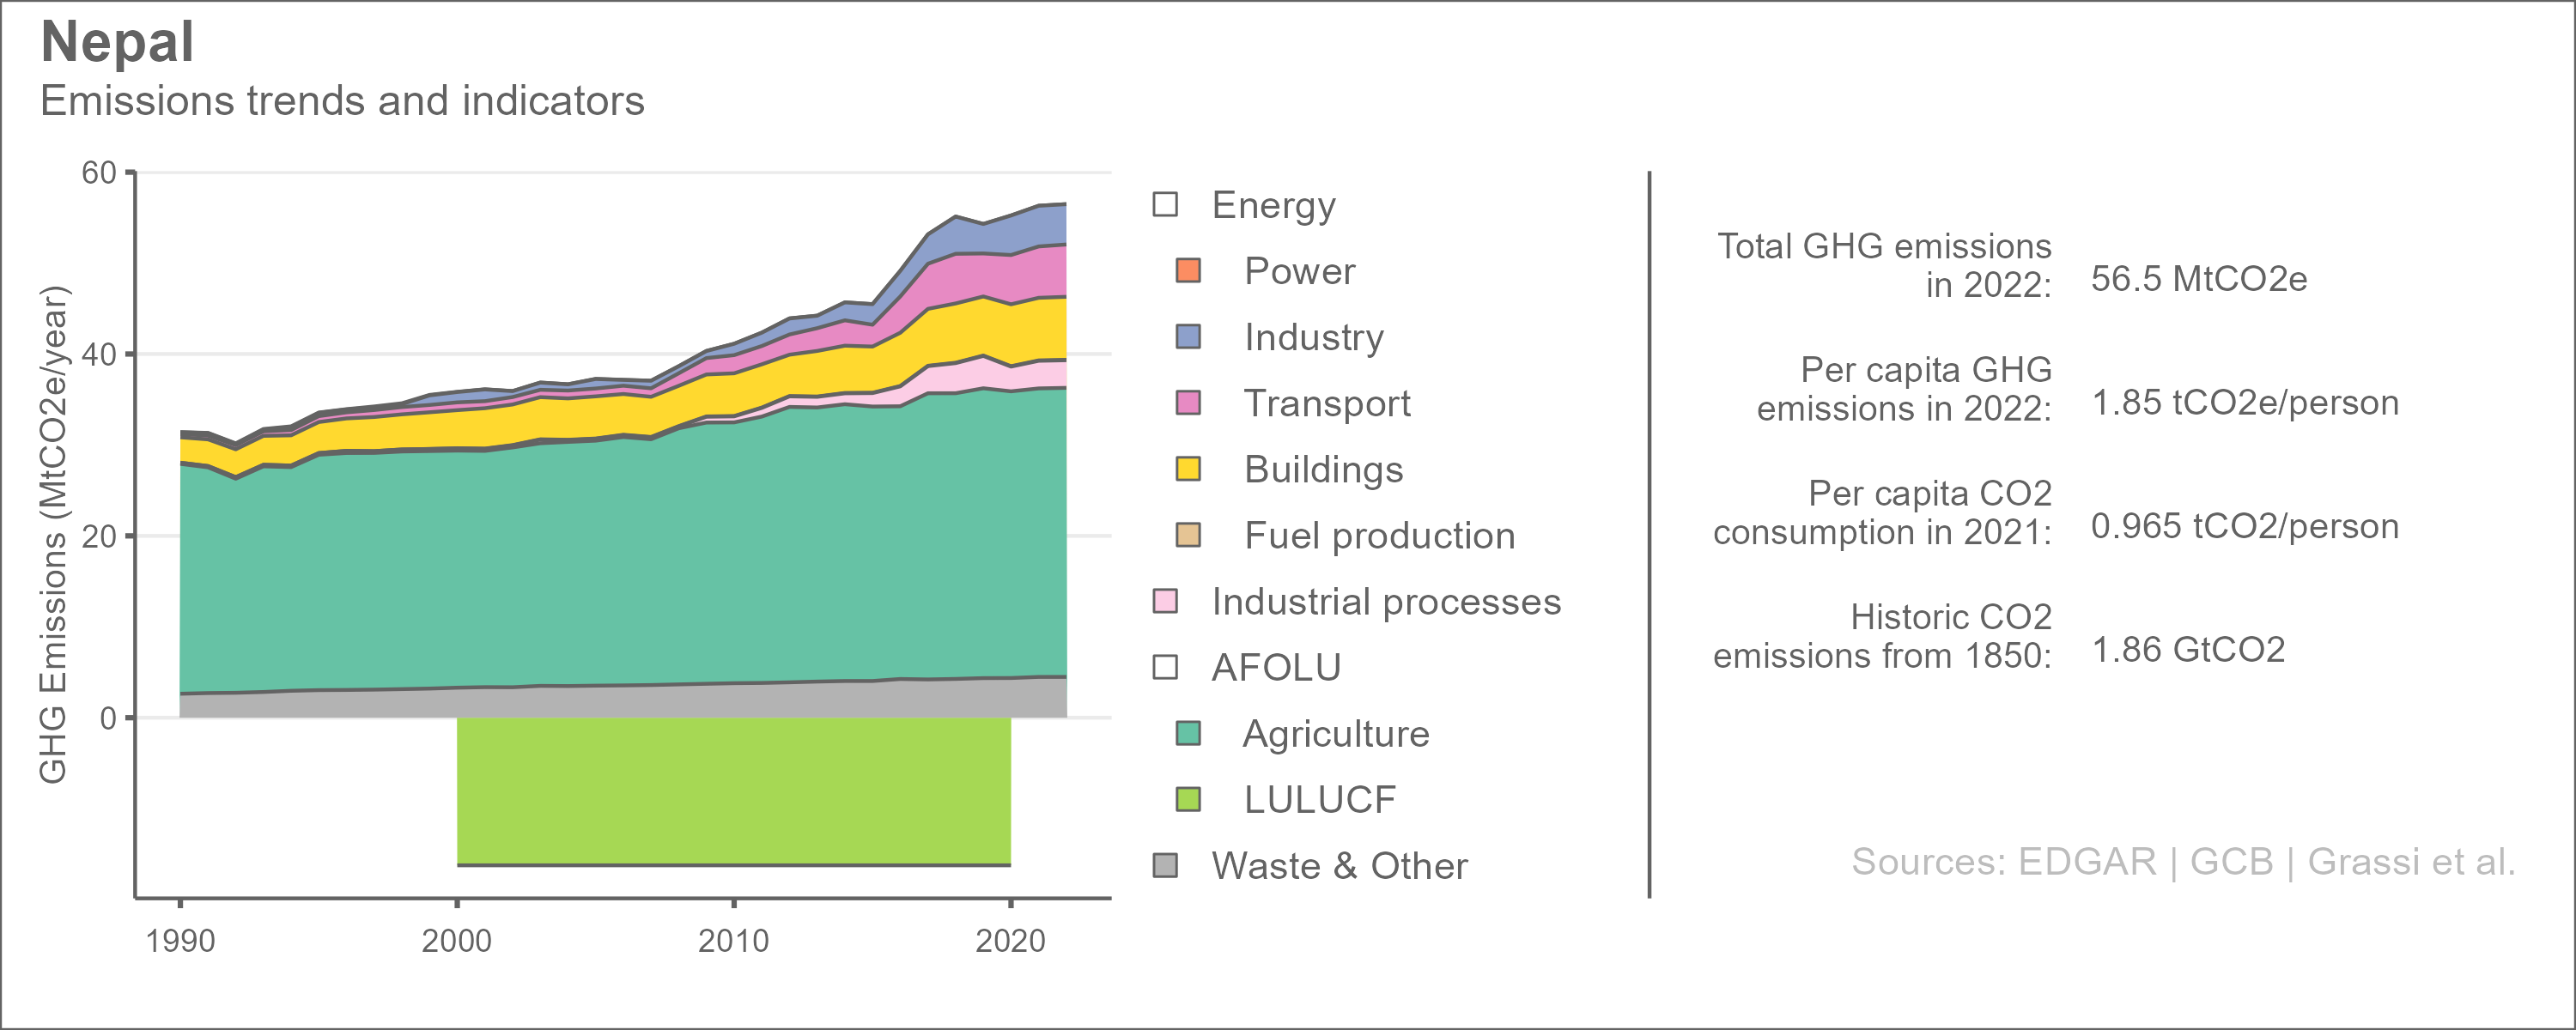 Nepal
Emissions trends and indicators
GHG Emissions (MtCO2e/year)
60
40
20
0
1990
2000
2010
2020
Energy
Power
Industry
Transport
Buildings
Fuel production
Industrial processes
AFOLU
Agriculture
LULUCF
Waste & Other
Total GHG emissions
in 2022:
56.5 MtCO2e
Per capita GHG
emissions in 2022:
1.85 tCO2e/person
Per capita CO2
consumption in 2021:
0.965 tCO2/person
Historic CO2
emissions from 1850:
1.86 GtCO2
Sources: EDGAR | GCB | Grassi et al.